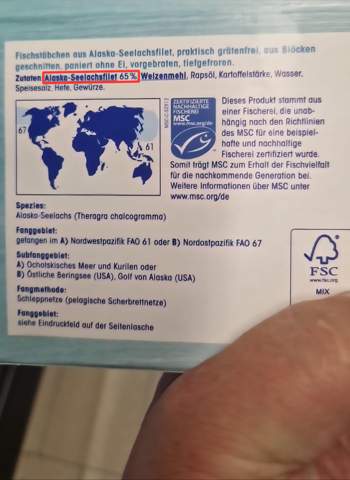 Fischstübchen aus Alaska-Seelachsfilet, praktisch grätenfrei, aus Blöcken
geschnitten, paniert ohne Ei, vorgebraten, tiefgefroren.
Zutaten: Alaska-Seelachsfilet 65%, Weizenmehl, Rapsöl, Kartoffelstärke, Wasser,
Speisesalz, Hefe, Gewürze.
67
61
ZERTIFIZIERTE
NACHHALTIGE
FISCHEREI
MSC
www.msc.org/de
Dieses Produkt stammt aus
einer Fischerei, die unab-
hängig nach den Richtlinien
des MSC für eine beispiel-
hafte und nachhaltige
Fischerei zertifiziert wurde.
Somit trägt MSC zum Erhalt der Fischvielfalt
für die nachkommende Generation bei.
Weitere Informationen über MSC unter
www.msc.org/de
Spezies:
Alaska-Seelachs (Theragra chalcogramma)
Fanggebiet:
gefangen im A) Nordwestpazifik FAO 61 oder B) Nordostpazifik FAO 67
Subfanggebiet:
A) Ochotskisches Meer und Kurilen oder
B) Östliche Beringsee (USA), Golf von Alaska (USA)
Fangmethode:
Schleppnetze (pelagische Scherbrettnetze)
Fanggebiet:
siehe Eindruckfeld auf der Seitenlasche
FSC
www.fsc.org
MIX